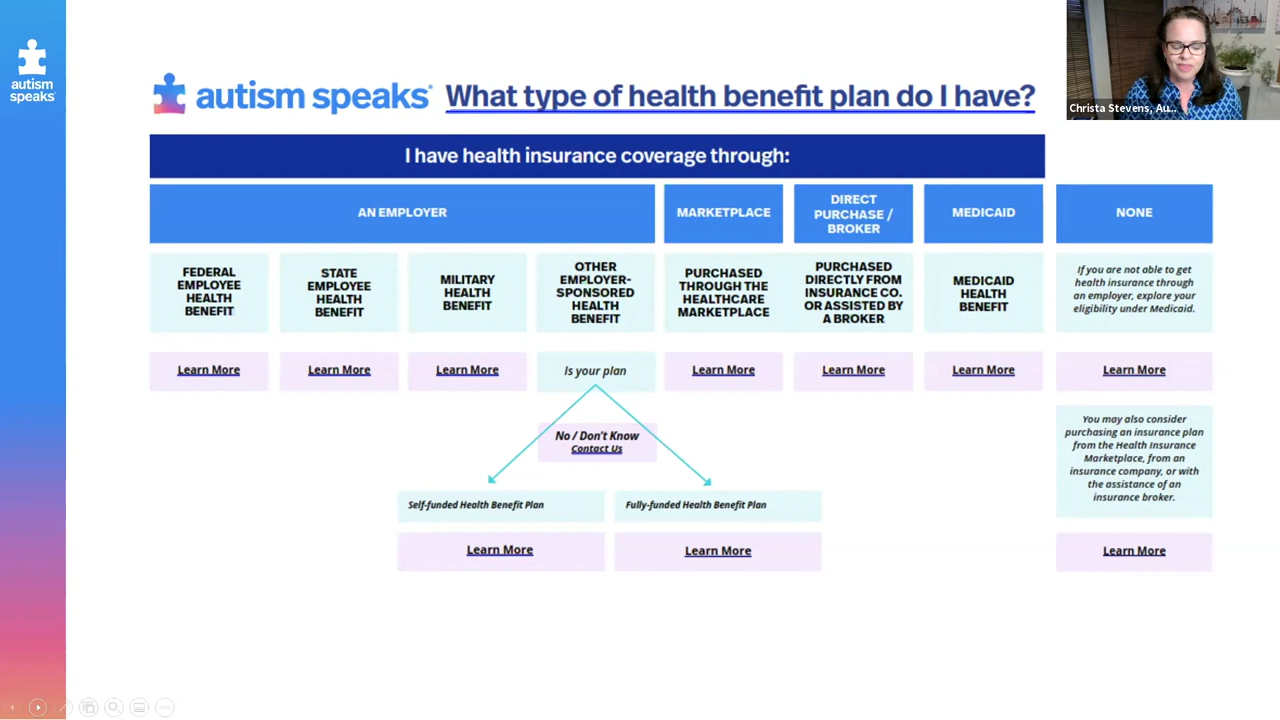 autism
speaks®
autism speaks®
What type of health benefit plan do I have?
Christa Stevens, Au...
I have health insurance coverage through:
AN EMPLOYER
MARKETPLACE
DIRECT
PURCHASE /
BROKER
MEDICAID
NONE
FEDERAL
EMPLOYEE
HEALTH
BENEFIT
STATE
EMPLOYEE
HEALTH
BENEFIT
MILITARY
HEALTH
BENEFIT
OTHER
EMPLOYER-
SPONSORED
HEALTH
BENEFIT
PURCHASED
THROUGH THE
HEALTHCARE
MARKETPLACE
PURCHASED
DIRECTLY FROM
INSURANCE CO.
OR ASSISTED BY
A BROKER
MEDICAID
HEALTH
BENEFIT
If you are not able to get
health insurance through
an employer, explore your
eligibility under Medicaid.
Learn More
Learn More
Learn More
Is your plan
Learn More
Learn More
Learn More
Learn More
No / Don't Know
Contact Us
You may also consider
purchasing an insurance plan
from the Health Insurance
Marketplace, from an
insurance company, or with
the assistance of an
insurance broker.
Self-funded Health Benefit Plan
Fully-funded Health Benefit Plan
Learn More
Learn More
Learn More